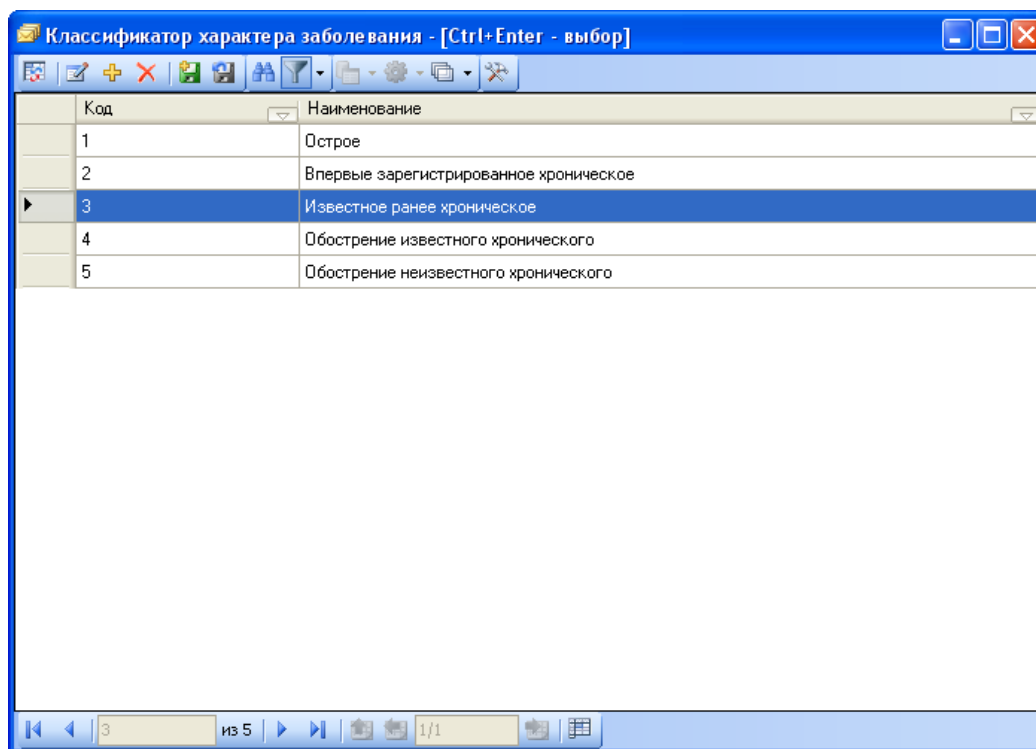 Классификатор характера заболевания - [Ctrl+Enter - выбор]
Код Наименование
1 Острое
2 Впервые зарегистрированное хроническое
3 Известное ранее хроническое
4 Обострение известного хронического
5 Обострение неизвестного хронического
3 из 5 1/1